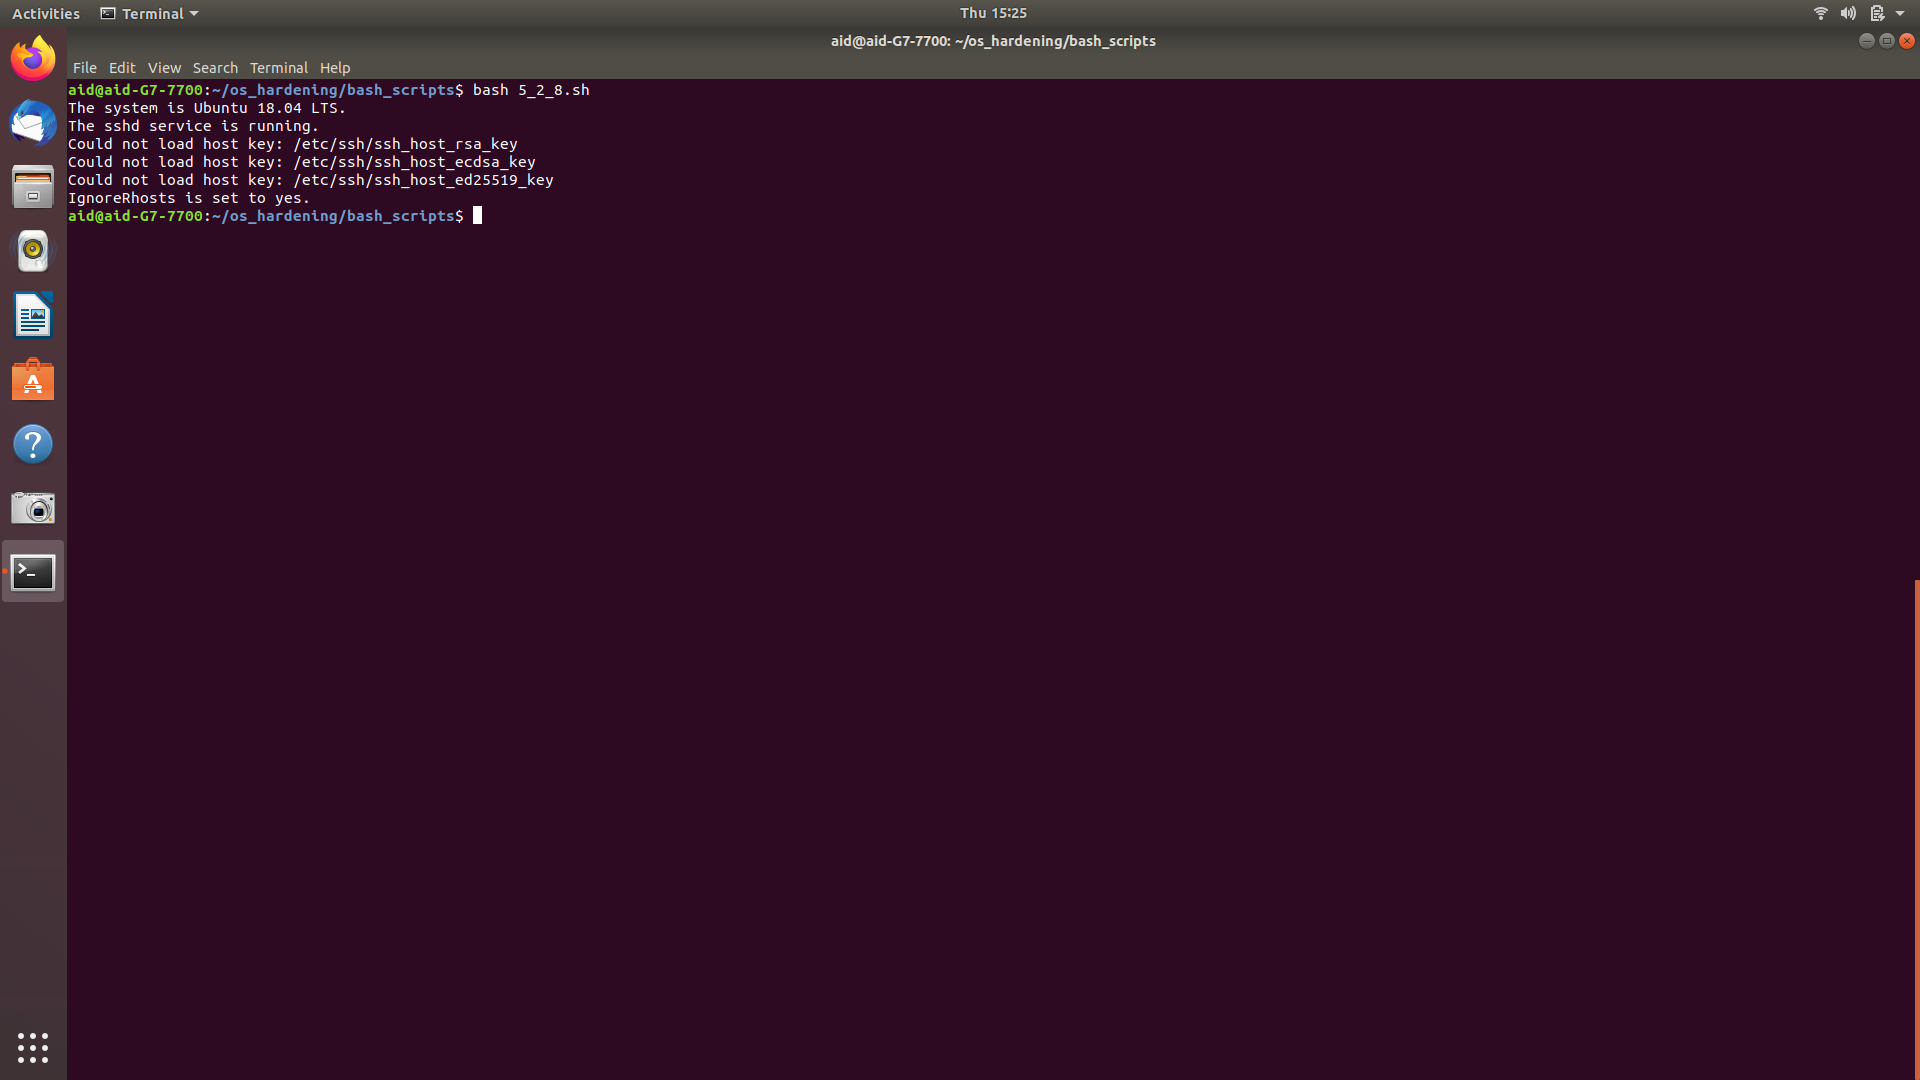 Activities Terminal Thu 15:25
aid@aid-G7-7700: ~/os_hardening/bash_scripts
File Edit View Search Terminal Help
aid@aid-G7-7700:~/os_hardening/bash_scripts$ bash 5_2_8.sh
The system is Ubuntu 18.04 LTS.
The sshd service is running.
Could not load host key: /etc/ssh/ssh_host_rsa_key
Could not load host key: /etc/ssh/ssh_host_ecdsa_key
Could not load host key: /etc/ssh/ssh_host_ed25519_key
IgnoreRhosts is set to yes.
aid@aid-G7-7700:~/os_hardening/bash_scripts$